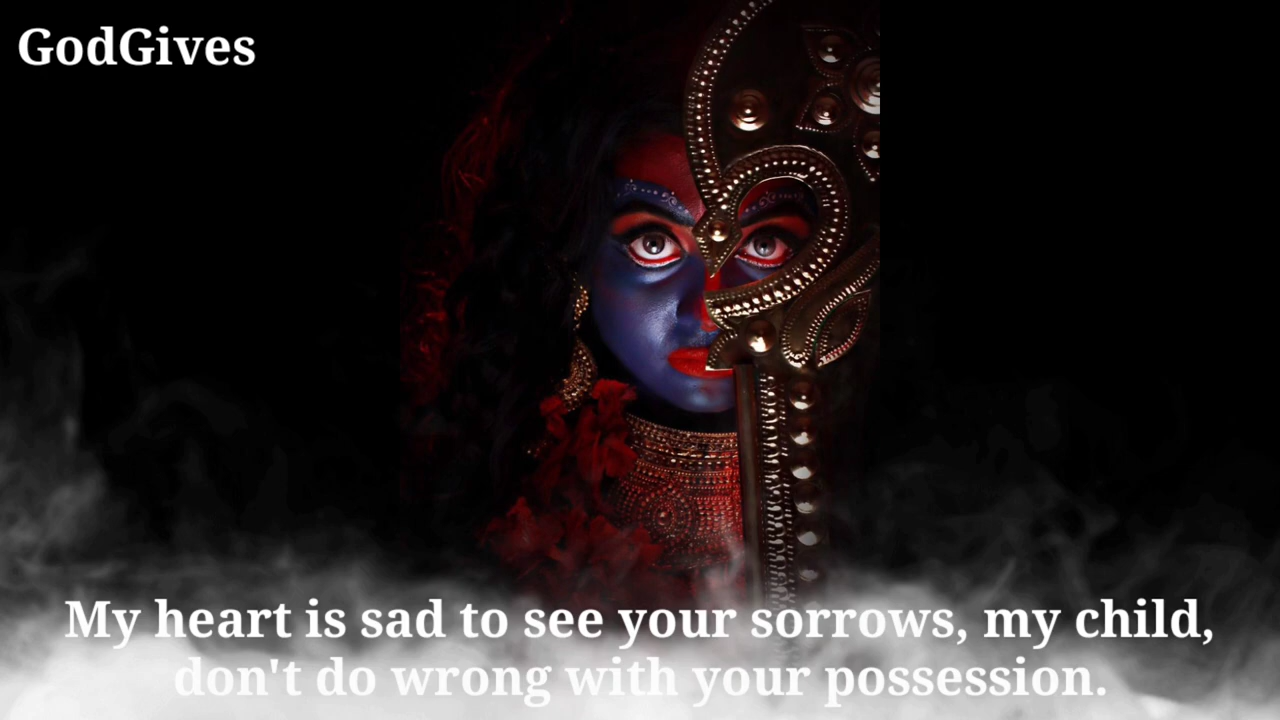 GodGives
My heart is sad to see your sorrows, my child,
don't do wrong with your possession.